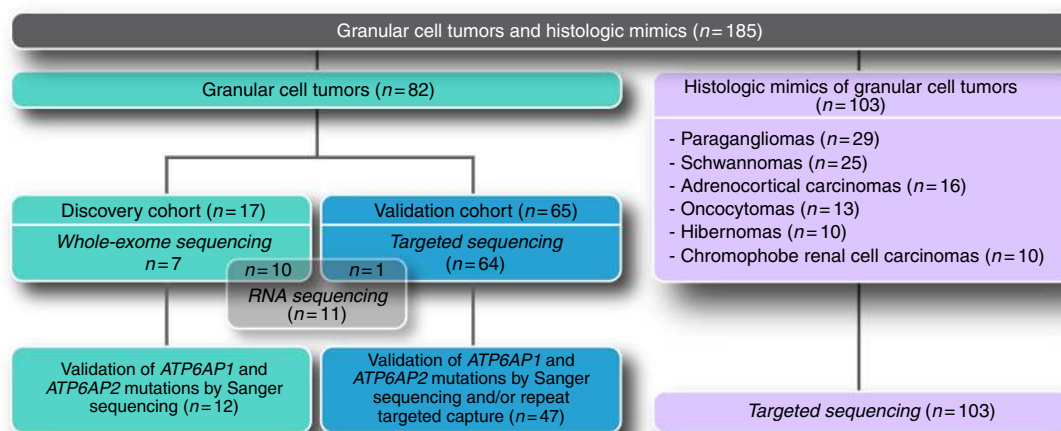 Granular cell tumors and histologic mimics (n=185)
Granular cell tumors (n=82)
Histologic mimics of granular cell tumors
(n=103)
- Paragangliomas (n=29)
- Schwannomas (n=25)
- Adrenocortical carcinomas (n=16)
- Oncocytomas (n=13)
- Hibernomas (n=10)
- Chromophobe renal cell carcinomas (n=10)
Discovery cohort (n=17)
Whole-exome sequencing
n=7
Validation cohort (n=65)
Targeted sequencing
(n=64)
n=10 n=1
RNA sequencing
(n=11)
Validation of ATP6AP1 and
ATP6AP2 mutations by Sanger
sequencing (n=12)
Validation of ATP6AP1 and
ATP6AP2 mutations by Sanger
sequencing and/or repeat
targeted capture (n=47)
Targeted sequencing (n=103)